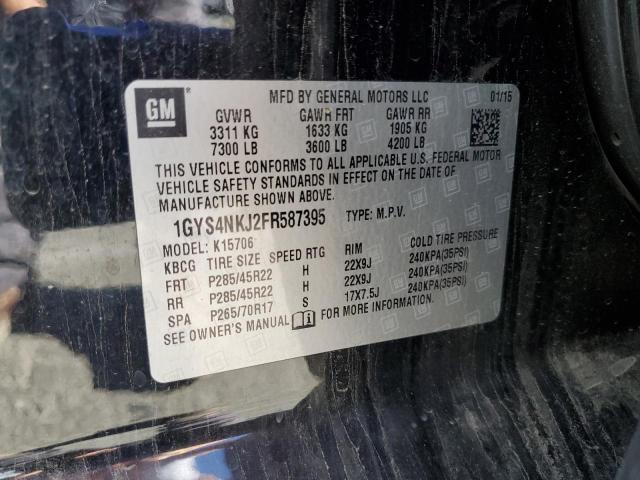 GM
MFD BY GENERAL MOTORS LLC 01/15
GVWR GAWR FRT GAWR RR
3311 KG 1633 KG 1905 KG
7300 LB 3600 LB 4200 LB
THIS VEHICLE CONFORMS TO ALL APPLICABLE U.S. FEDERAL MOTOR
VEHICLE SAFETY STANDARDS IN EFFECT ON THE DATE OF
MANUFACTURE SHOWN ABOVE.
1GYS4NKJ2FR587395 TYPE: M.P.V.
MODEL: K15706
KBCG TIRE SIZE SPEED RTG RIM COLD TIRE PRESSURE
FRT P285/45R22 H 22X9J 240KPA(35PSI)
RR P285/45R22 H 22X9J 240KPA(35PSI)
SPA P265/70R17 S 17X7.5J 240KPA(35PSI)
SEE OWNER'S MANUAL FOR MORE INFORMATION.